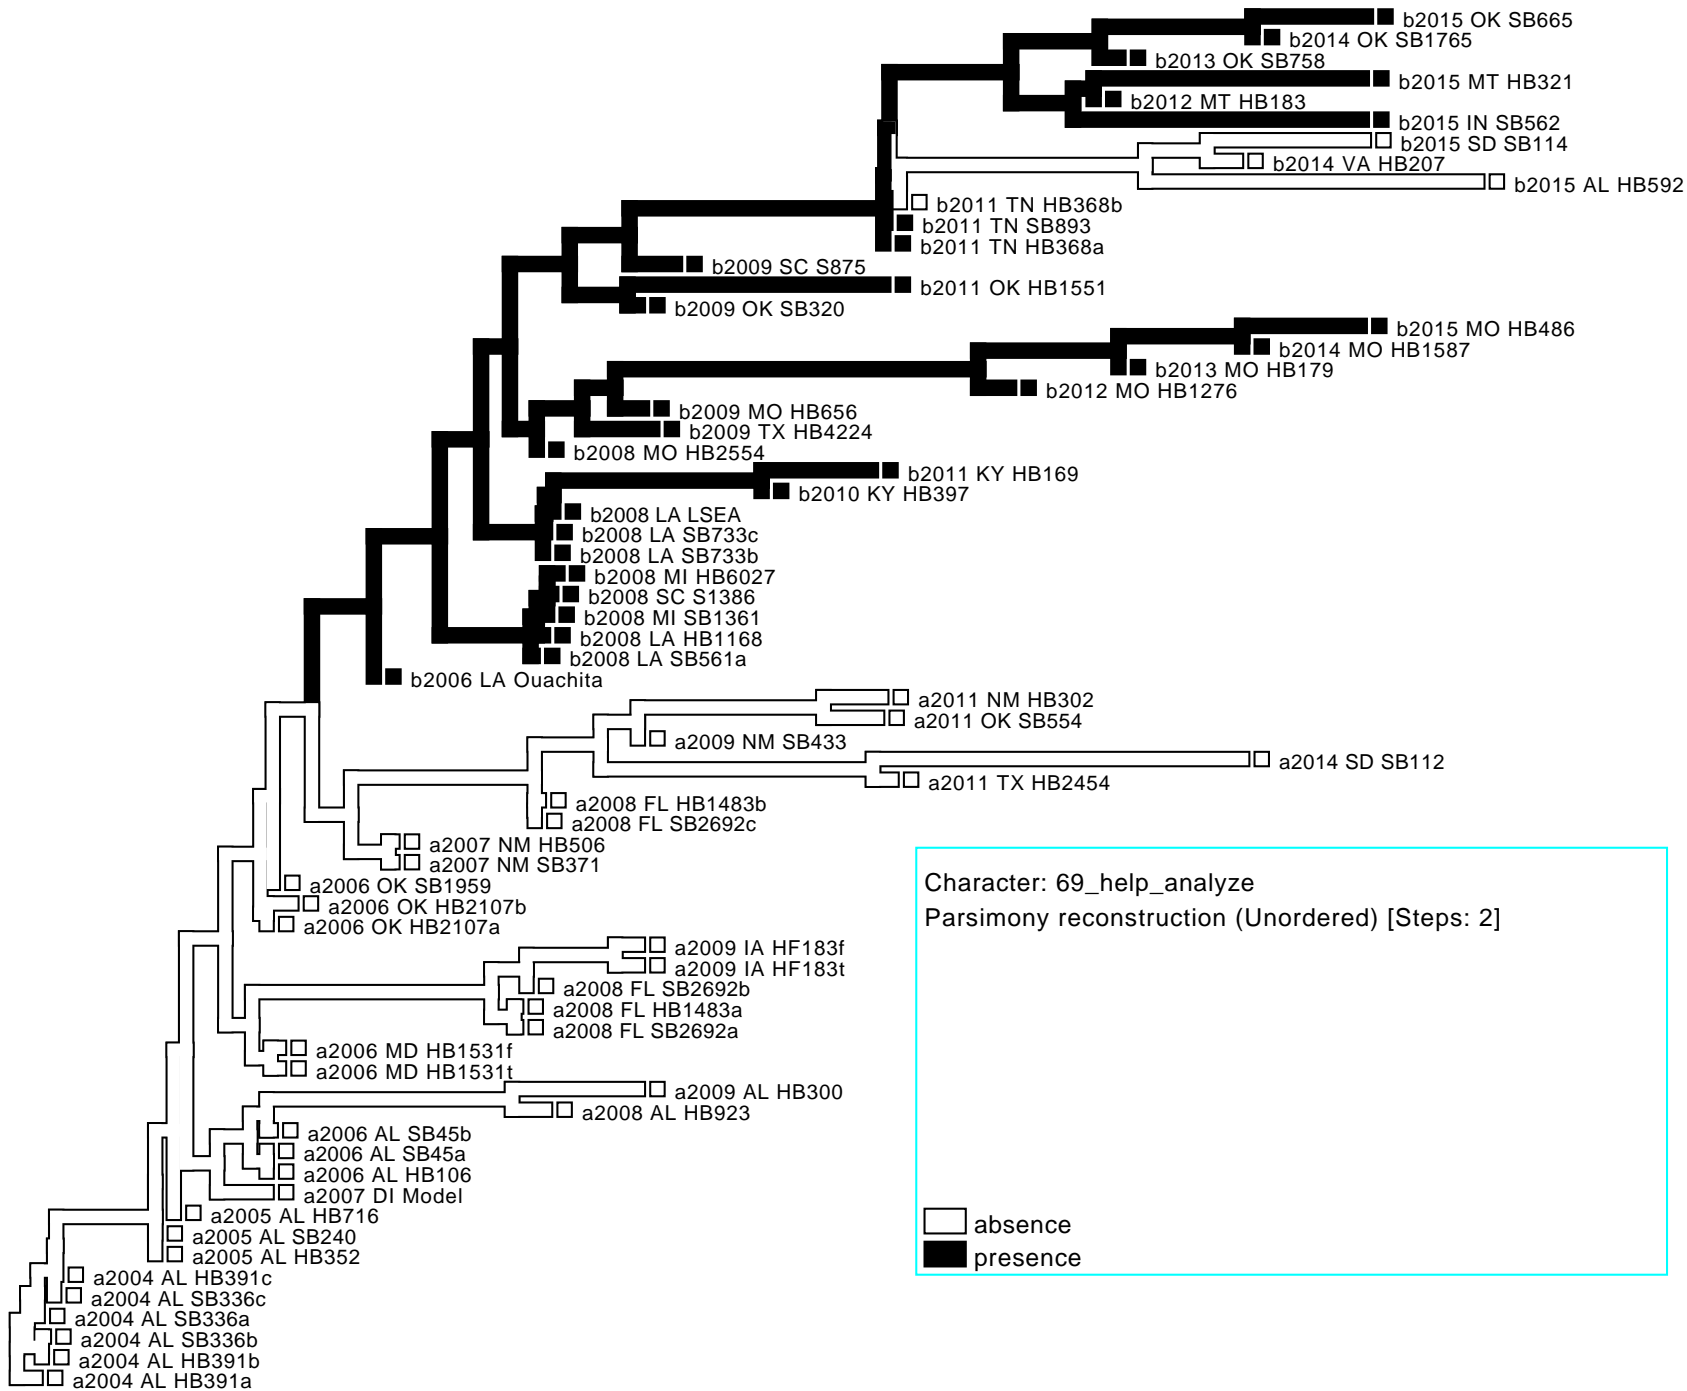 b2015 OK SB665
b2014 OK SB1765
b2013 OK SB758
b2015 MT HB321
b2012 MT HB183
b2015 IN SB562
b2015 SD SB114
b2014 VA HB207
b2015 AL HB592
b2011 TN HB368b
b2011 TN SB893
b2011 TN HB368a
b2009 SC S875
b2011 OK HB1551
b2009 OK SB320
b2015 MO HB486
b2014 MO HB1587
b2013 MO HB179
b2012 MO HB1276
b2009 MO HB656
b2009 TX HB4224
b2008 MO HB2554
b2011 KY HB169
b2010 KY HB397
b2008 LA LSEA
b2008 LA SB733c
b2008 LA SB733b
b2008 MI HB6027
b2008 SC S1386
b2008 MI SB1361
b2008 LA HB1168
b2008 LA SB561a
b2006 LA Ouachita
a2011 NM HB302
a2011 OK SB554
a2009 NM SB433
a2014 SD SB112
a2011 TX HB2454
a2008 FL HB1483b
a2008 FL SB2692c
a2007 NM HB506
a2007 NM SB371
a2006 OK SB1959
a2006 OK HB2107b
a2006 OK HB2107a
a2009 IA HF183f
a2009 IA HF183t
a2008 FL SB2692b
a2008 FL HB1483a
a2008 FL SB2692a
a2006 MD HB1531f
a2006 MD HB1531t
a2009 AL HB300
a2008 AL HB923
a2006 AL SB45b
a2006 AL SB45a
a2006 AL HB106
a2007 DI Model
a2005 AL HB716
a2005 AL SB240
a2005 AL HB352
a2004 AL HB391c
a2004 AL SB336c
a2004 AL SB336a
a2004 AL SB336b
a2004 AL HB391b
a2004 AL HB391a
Character: 69_help_analyze
Parsimony reconstruction (Unordered) [Steps: 2]
absence
presence